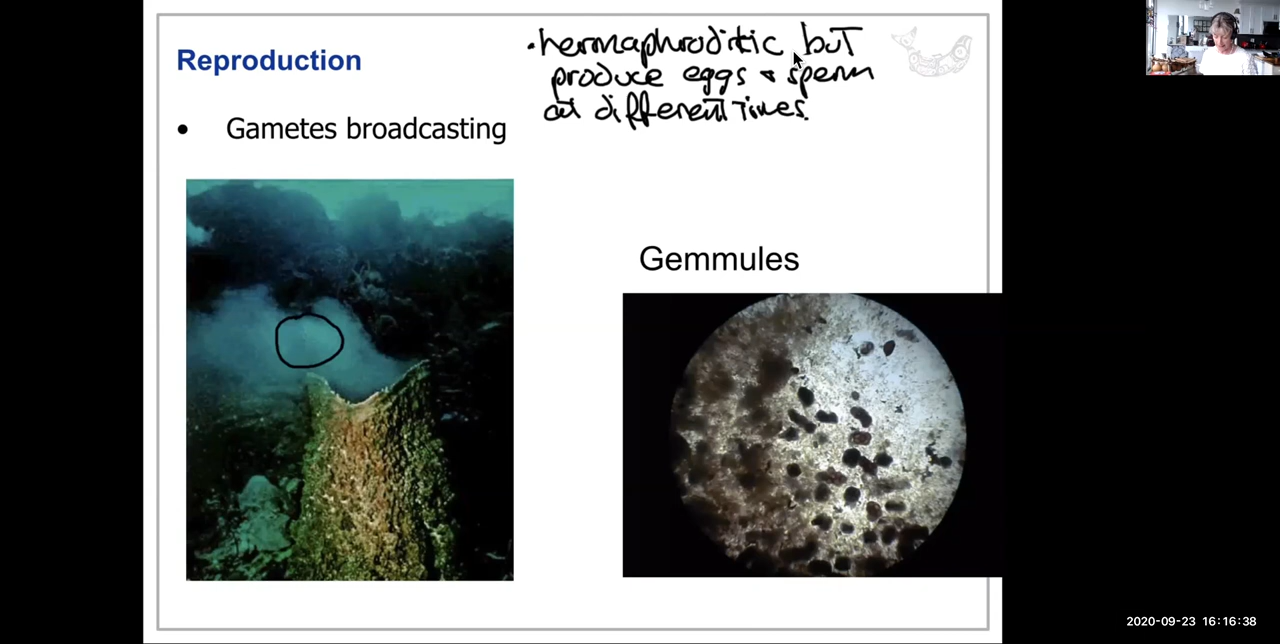 Reproduction
• hermaphroditic but
produce eggs & sperm
at different times.
• Gametes broadcasting
Gemmules
2020-09-23 16:16:38